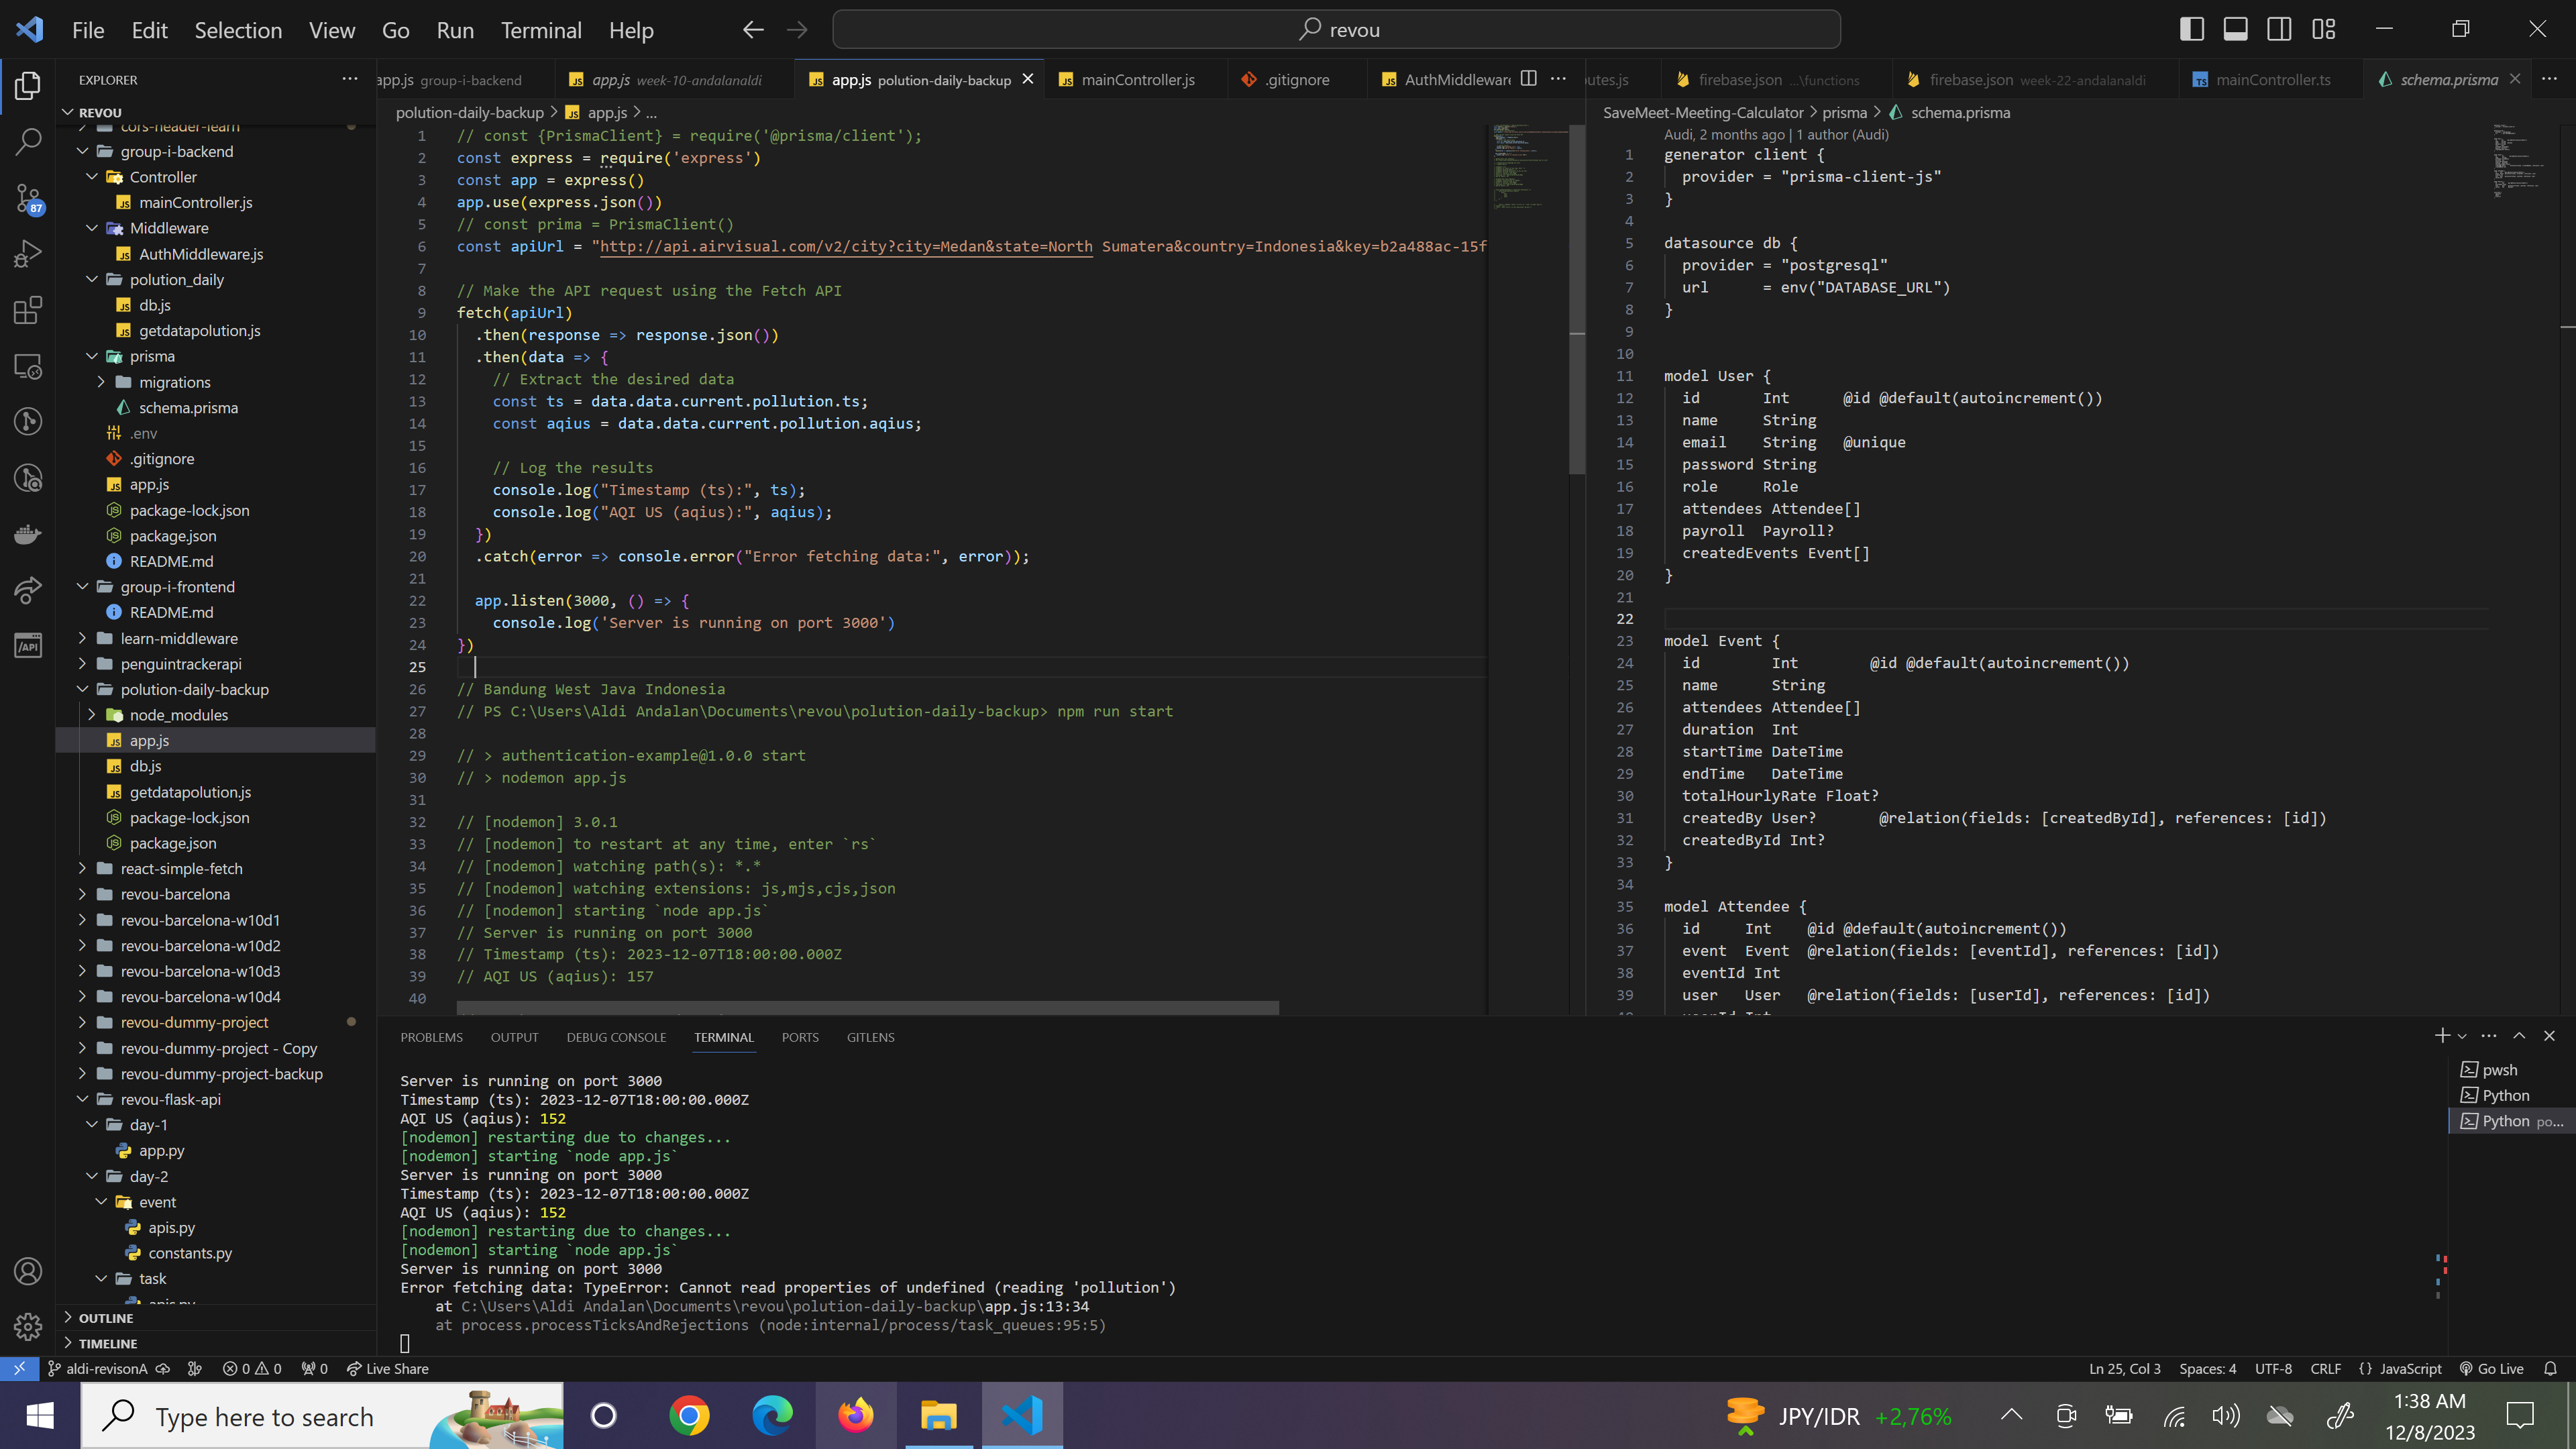 File Edit Selection View Go Run Terminal Help
revou
EXPLORER
REVOU
cors-header-learn
group-i-backend
Controller
mainController.js
Middleware
AuthMiddleware.js
polution_daily
db.js
getdatapolution.js
prisma
migrations
schema.prisma
.env
.gitignore
app.js
package-lock.json
package.json
README.md
group-i-frontend
README.md
learn-middleware
penguintrackerapi
polution-daily-backup
node_modules
app.js
db.js
getdatapolution.js
package-lock.json
package.json
react-simple-fetch
revou-barcelona
revou-barcelona-w10d1
revou-barcelona-w10d2
revou-barcelona-w10d3
revou-barcelona-w10d4
revou-dummy-project
revou-dummy-project - Copy
revou-dummy-project-backup
revou-flask-api
day-1
app.py
day-2
event
apis.py
constants.py
task
apis.py
OUTLINE
TIMELINE
87
/API
app.js group-i-backend
app.js week-10-andalanaldi
app.js polution-daily-backup
mainController.js
.gitignore
AuthMiddleware
polution-daily-backup > app.js > ...
1 // const {PrismaClient} = require('@prisma/client');
2 const express = require('express')
3 const app = express()
4 app.use(express.json())
5 // const prima = PrismaClient()
6 const apiUrl = "http://api.airvisual.com/v2/city?city=Medan&state=North Sumatera&country=Indonesia&key=b2a488ac-15f
7
8 // Make the API request using the Fetch API
9 fetch(apiUrl)
10 .then(response => response.json())
11 .then(data => {
12 // Extract the desired data
13 const ts = data.data.current.pollution.ts;
14 const aqius = data.data.current.pollution.aqius;
15
16 // Log the results
17 console.log("Timestamp (ts):", ts);
18 console.log("AQI US (aqius):", aqius);
19 })
20 .catch(error => console.error("Error fetching data:", error));
21
22 app.listen(3000, () => {
23 console.log('Server is running on port 3000')
24 })
25
26 // Bandung West Java Indonesia
27 // PS C:\Users\Aldi Andalan\Documents\revou\polution-daily-backup> npm run start
28
29 // > authentication-example@1.0.0 start
30 // > nodemon app.js
31
32 // [nodemon] 3.0.1
33 // [nodemon] to restart at any time, enter `rs`
34 // [nodemon] watching path(s): *.*
35 // [nodemon] watching extensions: js,mjs,cjs,json
36 // [nodemon] starting `node app.js`
37 // Server is running on port 3000
38 // Timestamp (ts): 2023-12-07T18:00:00.000Z
39 // AQI US (aqius): 157
40
utes.js
firebase.json ...\functions
firebase.json week-22-andalanaldi
mainController.ts
schema.prisma
SaveMeet-Meeting-Calculator > prisma > schema.prisma
Audi, 2 months ago | 1 author (Audi)
1 generator client {
2 provider = "prisma-client-js"
3 }
4
5 datasource db {
6 provider = "postgresql"
7 url = env("DATABASE_URL")
8 }
9
10
11 model User {
12 id Int @id @default(autoincrement())
13 name String
14 email String @unique
15 password String
16 role Role
17 attendees Attendee[]
18 payroll Payroll?
19 createdEvents Event[]
20 }
21
22
23 model Event {
24 id Int @id @default(autoincrement())
25 name String
26 attendees Attendee[]
27 duration Int
28 startTime DateTime
29 endTime DateTime
30 totalHourlyRate Float?
31 createdBy User? @relation(fields: [createdById], references: [id])
32 createdById Int?
33 }
34
35 model Attendee {
36 id Int @id @default(autoincrement())
37 event Event @relation(fields: [eventId], references: [id])
38 eventId Int
39 user User @relation(fields: [userId], references: [id])
40 userId Int
PROBLEMS OUTPUT DEBUG CONSOLE TERMINAL PORTS GITLENS
Server is running on port 3000
Timestamp (ts): 2023-12-07T18:00:00.000Z
AQI US (aqius): 152
[nodemon] restarting due to changes...
[nodemon] starting `node app.js`
Server is running on port 3000
Timestamp (ts): 2023-12-07T18:00:00.000Z
AQI US (aqius): 152
[nodemon] restarting due to changes...
[nodemon] starting `node app.js`
Server is running on port 3000
Error fetching data: TypeError: Cannot read properties of undefined (reading 'pollution')
at C:\Users\Aldi Andalan\Documents\revou\polution-daily-backup\app.js:13:34
at process.processTicksAndRejections (node:internal/process/task_queues:95:5)
pwsh
Python
Python po...
aldi-revisonA 0 0 0 Live Share
Ln 25, Col 3 Spaces: 4 UTF-8 CRLF {} JavaScript Go Live
Type here to search
JPY/IDR +2,76%
1:38 AM
12/8/2023